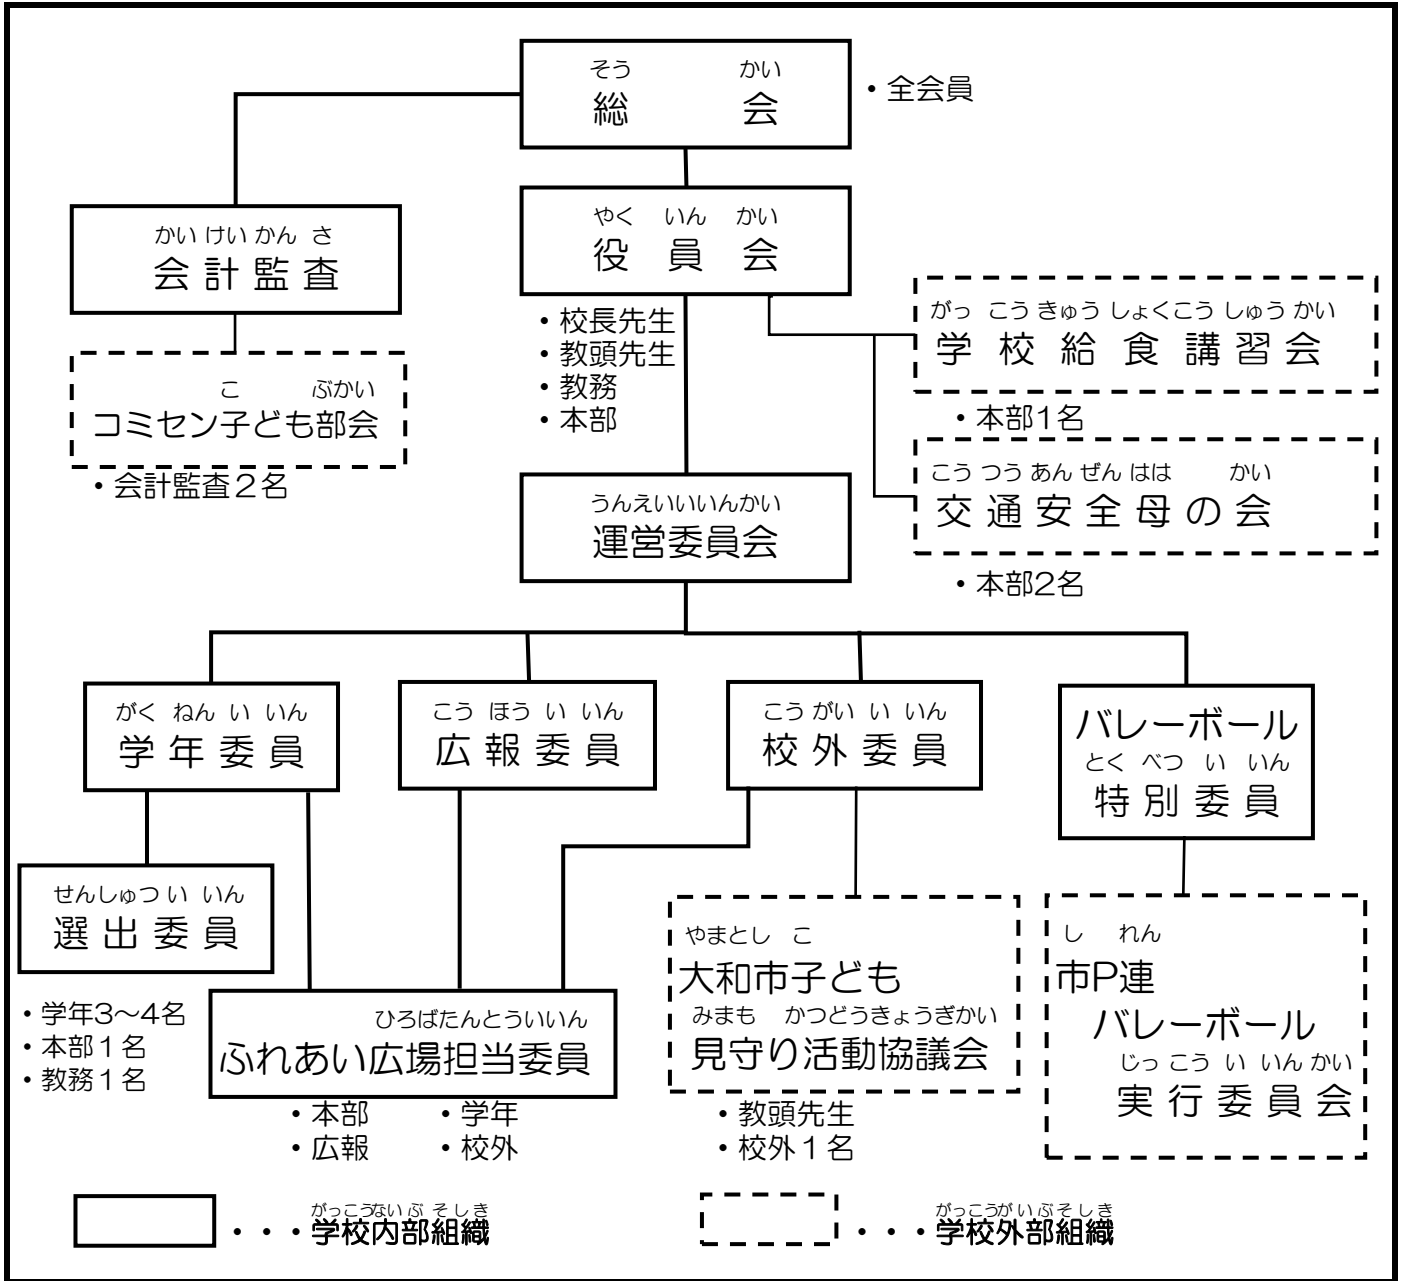 そう かい
総 会
・全会員
かい けい かん さ
会 計 監 査
やく いん かい
役 員 会
・校長先生
・教頭先生
・教務
・本部
がっ こう きゅう しょく こう しゅう かい
学 校 給 食 講 習 会
・本部1名
こ ぶかい
コミセン子ども部会
・会計監査２名
こう つう あん ぜん はは かい
交 通 安 全 母 の 会
・本部2名
うんえいいいんかい
運営委員会
がく ねん い いん
学 年 委 員
こう ほう い いん
広 報 委 員
こう がい い いん
校 外 委 員
バレーボール
とく べつ い いん
特 別 委 員
せんしゅつ い いん
選 出 委 員
・学年3～4名
・本部１名
・教務１名
ひろばたんとういいん
ふれあい広場担当委員
・本部 ・学年
・広報 ・校外
やまとし こ
大和市子ども
みまも かつどうきょうぎかい
見守り活動協議会
・教頭先生
・校外１名
し れん
市P連
バレーボール
じっ こう い いん かい
実 行 委 員 会
がっこうないぶそしき
・・・学校内部組織
がっこうがいぶそしき
・・・学校外部組織